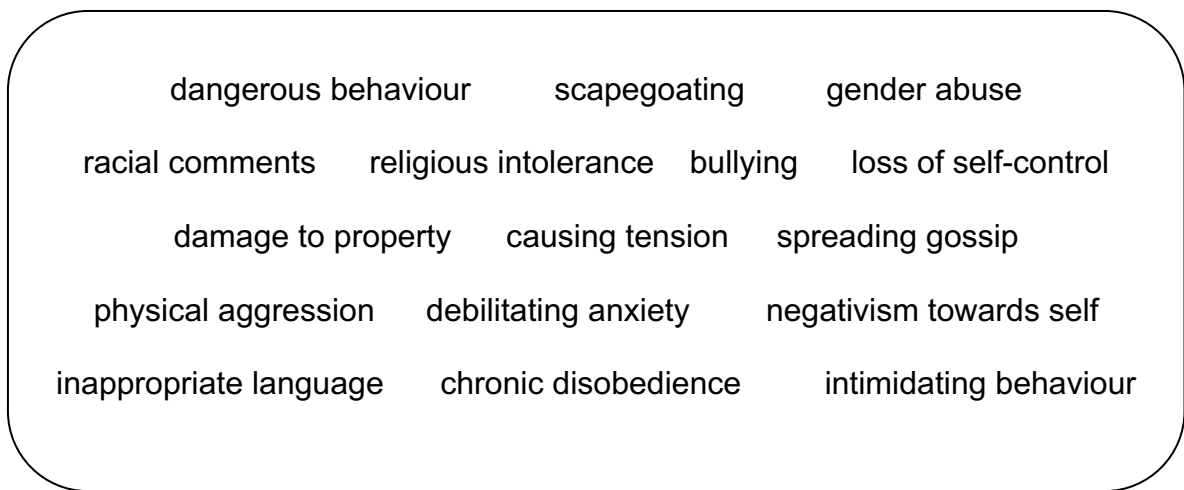 dangerous behaviour scapegoating gender abuse
racial comments religious intolerance bullying loss of self-control
damage to property causing tension spreading gossip
physical aggression debilitating anxiety negativism towards self
inappropriate language chronic disobedience intimidating behaviour